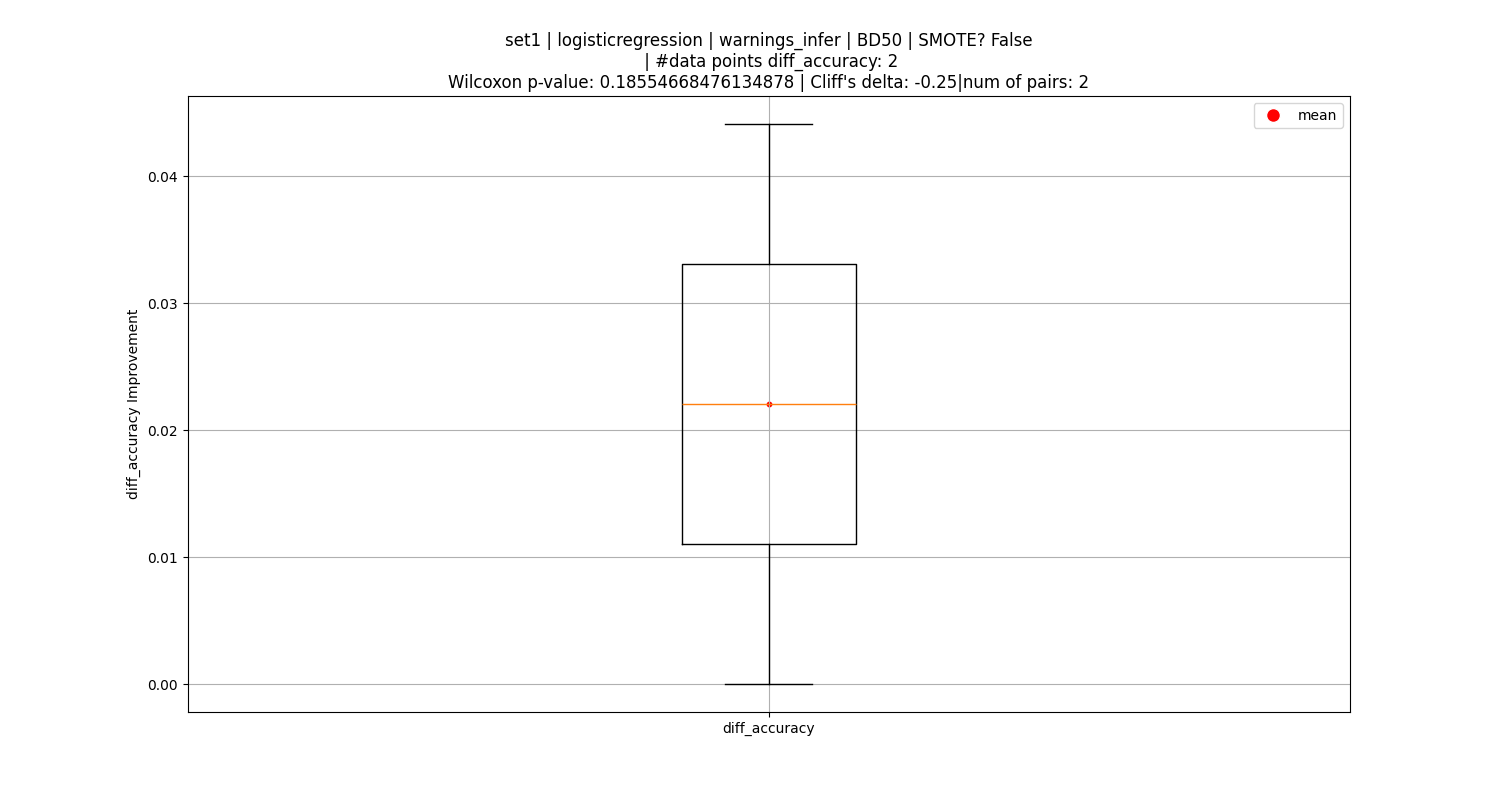 set1 | logisticregression | warnings_infer | BD50 | SMOTE? False
| #data points diff_accuracy: 2
Wilcoxon p-value: 0.18554668476134878 | Cliff's delta: -0.25|num of pairs: 2
mean
0.04
0.03
0.02
0.01
0.00
diff_accuracy Improvement
diff_accuracy